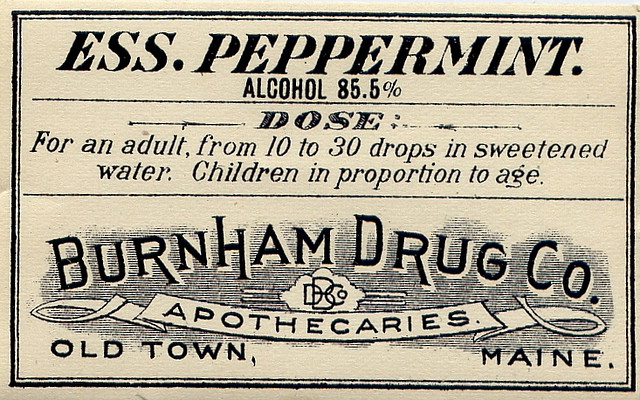 ESS. PEPPERMINT.
ALCOHOL 85.5%
DOSE:
For an adult, from 10 to 30 drops in sweetened
water. Children in proportion to age.
BURNHAM DRUG CO.
BDCo
APOTHECARIES.
OLD TOWN, MAINE.